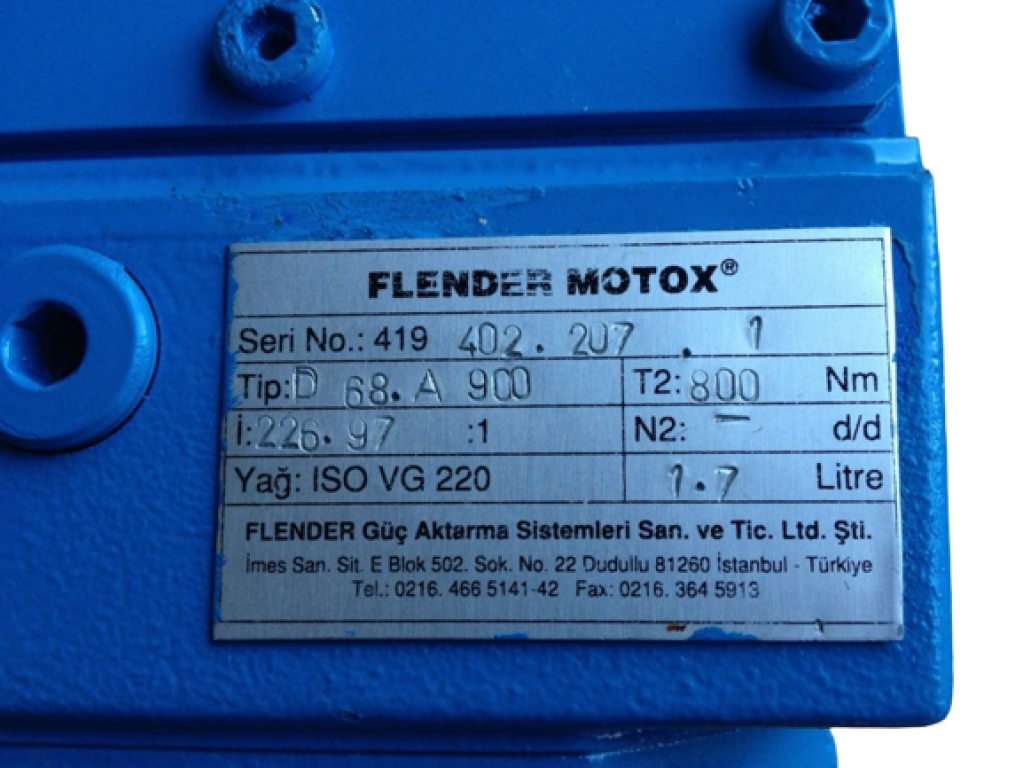 FLENDER MOTOX®
Seri No.: 419 402.207 . 1
Tip: D 68.A 900 T2: 800 Nm
İ: 226.97 :1 N2: - d/d
Yağ: ISO VG 220 1.7 Litre
FLENDER Güç Aktarma Sistemleri San. ve Tic. Ltd. Şti.
İmes San. Sit. E Blok 502. Sok. No. 22 Dudullu 81260 İstanbul - Türkiye
Tel.: 0216. 466 5141-42 Fax: 0216. 364 5913